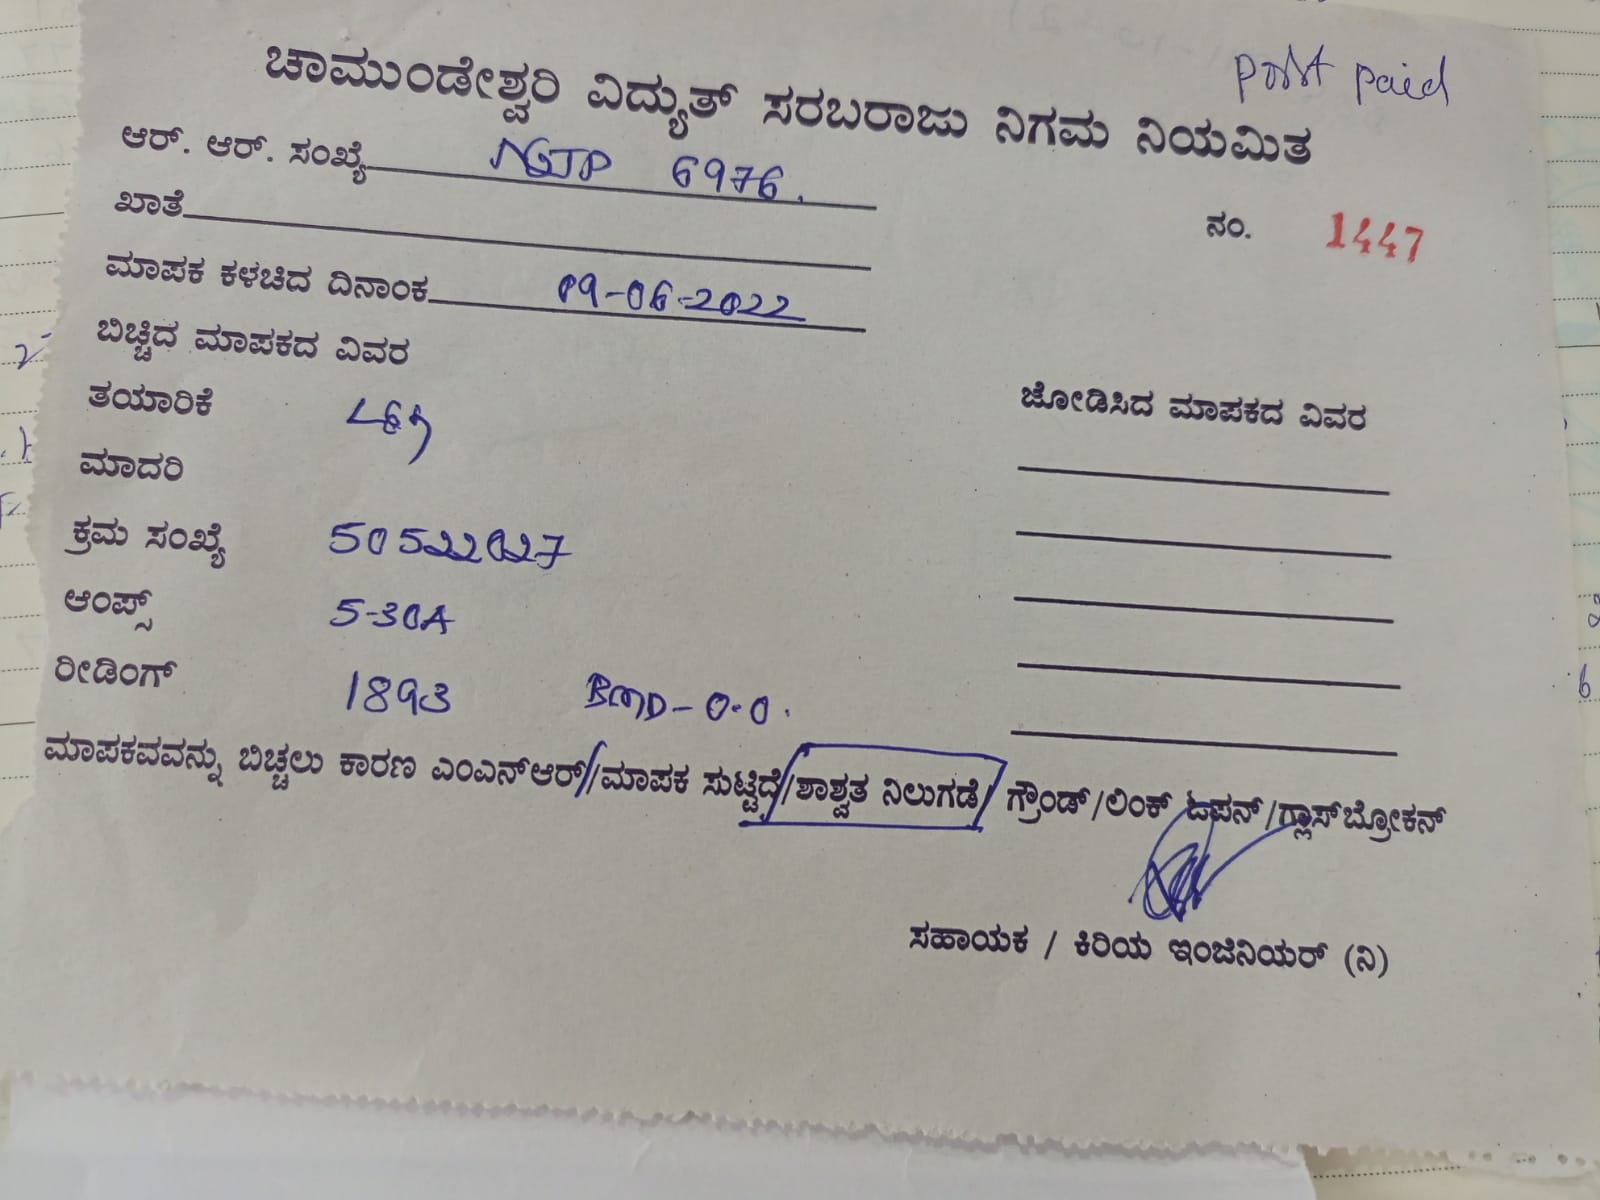 post paid
ಚಾಮುಂಡೇಶ್ವರಿ ವಿದ್ಯುತ್ ಸರಬರಾಜು ನಿಗಮ ನಿಯಮಿತ
ಆರ್. ಆರ್. ಸಂಖ್ಯೆ NGTP 6976.
ನಂ. 1447
ಖಾತೆ
ಮಾಪಕ ಕಳಚಿದ ದಿನಾಂಕ 09-06-2022
ಬಿಚ್ಚಿದ ಮಾಪಕದ ವಿವರ
ಜೋಡಿಸಿದ ಮಾಪಕದ ವಿವರ
ತಯಾರಿಕೆ L&G
ಮಾದರಿ
ಕ್ರಮ ಸಂಖ್ಯೆ 50522027
ಆಂಪ್ಸ್ 5-30A
ರೀಡಿಂಗ್ 1893 BMD-0.0.
ಮಾಪಕವವನ್ನು ಬಿಚ್ಚಲು ಕಾರಣ ಎಂಎನ್‌ಆರ್/ಮಾಪಕ ಸುಟ್ಟಿದೆ/ಶಾಶ್ವತ ನಿಲುಗಡೆ/ ಗ್ರೌಂಡ್/ಲಿಂಕ್ ಓಪನ್/ಗ್ಲಾಸ್‌ಬ್ರೋಕನ್
ಸಹಾಯಕ / ಕಿರಿಯ ಇಂಜಿನಿಯರ್ (ನಿ)